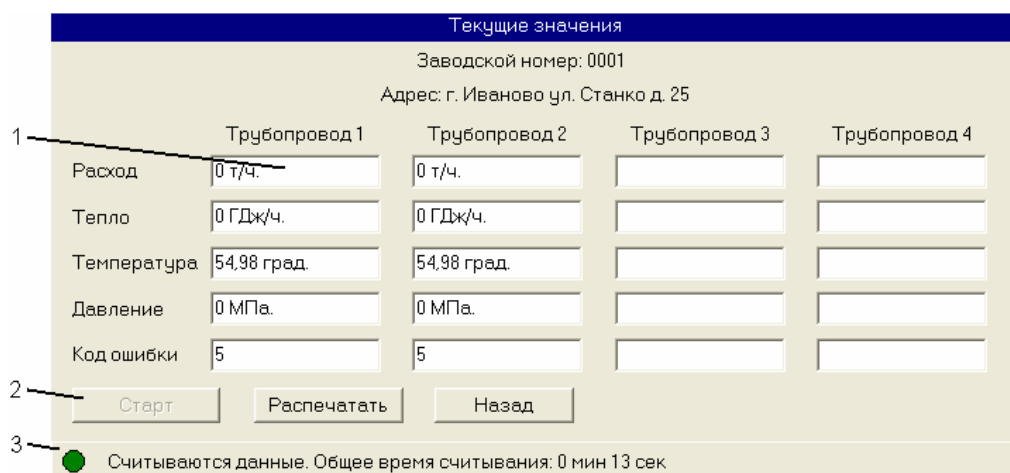 Текущие значения
Заводской номер: 0001
Адрес: г. Иваново ул. Станко д. 25
1
Трубопровод 1 Трубопровод 2 Трубопровод 3 Трубопровод 4
Расход 0 т/ч. 0 т/ч.
Тепло 0 ГДж/ч. 0 ГДж/ч.
Температура 54,98 град. 54,98 град.
Давление 0 МПа. 0 МПа.
Код ошибки 5 5
2 Старт Распечатать Назад
3 Считываются данные. Общее время считывания: 0 мин 13 сек